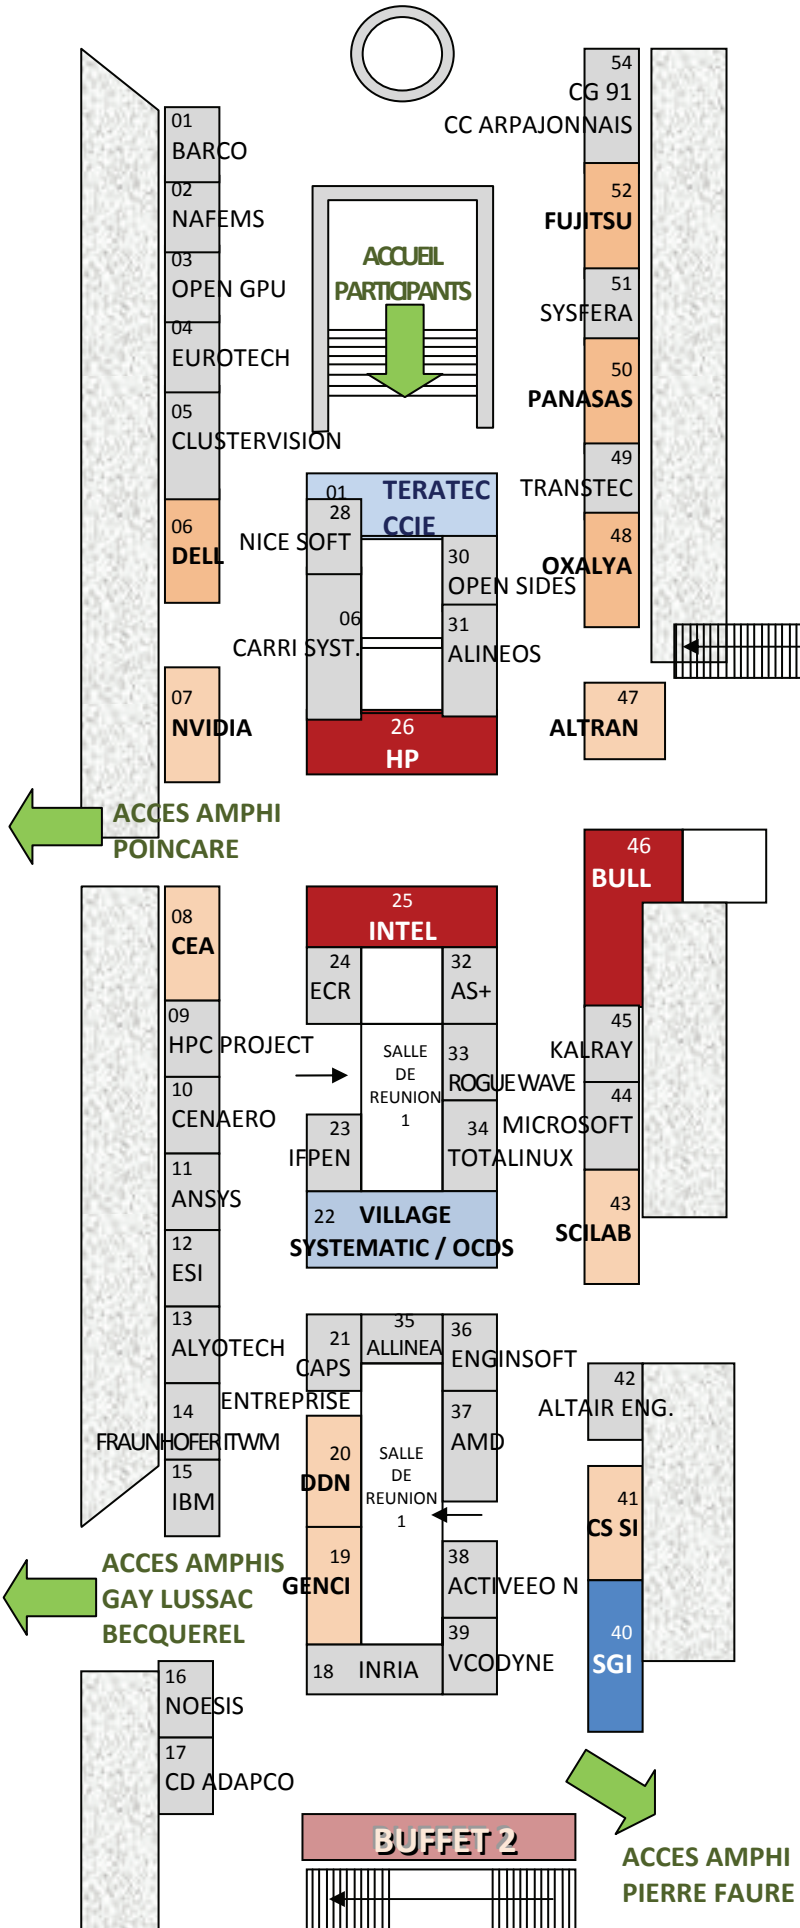 54
CG 91
CC ARPAJONNAIS
01
BARCO
02
NAFEMS
52
FUJITSU
03
OPEN GPU
ACCUEIL
PARTICIPANTS
51
SYSFERA
04
EUROTECH
50
PANASAS
05
CLUSTERVISION
49
TRANSTEC
01 TERATEC
CCIE
06
DELL
28
NICE SOFT
48
OXALYA
30
OPEN SIDES
06
CARRI SYST.
31
ALINEOS
07
NVIDIA
26
HP
47
ALTRAN
ACCES AMPHI
POINCARE
46
BULL
08
CEA
25
INTEL
24
ECR
32
AS+
09
HPC PROJECT
SALLE
DE
REUNION
1
33
ROGUEWAVE
45
KALRAY
10
CENAERO
44
MICROSOFT
23
IFPEN
34
TOTALINUX
11
ANSYS
22 VILLAGE
SYSTEMATIC / OCDS
43
SCILAB
12
ESI
13
ALYOTECH
21
CAPS
ENTREPRISE
35
ALLINEA
36
ENGINSOFT
42
ALTAIR ENG.
14
FRAUNHOFER ITWM
37
AMD
20
DDN
SALLE
DE
REUNION
1
15
IBM
41
CS SI
ACCES AMPHIS
GAY LUSSAC
BECQUEREL
19
GENCI
38
ACTIVEEO N
39
VCODYNE
40
SGI
18 INRIA
16
NOESIS
17
CD ADAPCO
BUFFET 2
ACCES AMPHI
PIERRE FAURE